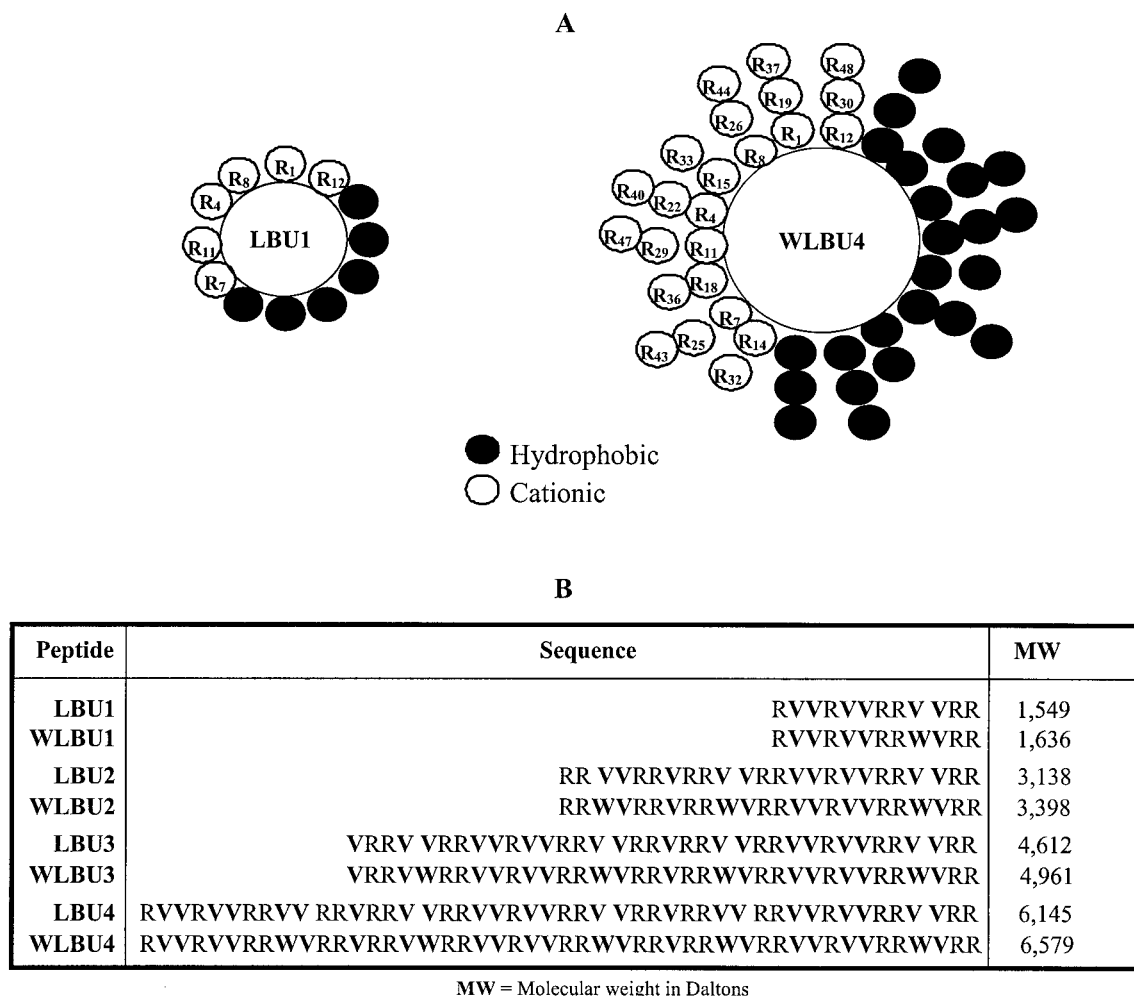 A
R37 R48
R44 R19 R30
R26 R1 R12
R1
R8 R12
R4
R11
R7
LBU1
R33 R8
R15
R40 R22 R4
R47 R29 R11
R36 R18
R7
R43 R25 R14
R32
WLBU4
Hydrophobic
Cationic
B
Peptide Sequence MW
LBU1 RVVRVVRRV VRR 1,549
WLBU1 RVVRVVRRWVRR 1,636
LBU2 RR VVRRVRRV VRRVVRVVRRV VRR 3,138
WLBU2 RRWVRRVRRWVRRVVRVVRRWVRR 3,398
LBU3 VRRV VRRVVRVVRRV VRRVRRV VRRVVRVVRRV VRR 4,612
WLBU3 VRRVWRRVVRVVRRWVRRVRRWVRRVVRVVRRWVRR 4,961
LBU4 RVVRVVRRVV RRVRRV VRRVVRVVRRV VRRVRRVV RRVVRVVRRV VRR 6,145
WLBU4 RVVRVVRRWVRRVRRVWRRVVRVVRRWVRRVRRWVRRVVRVVRRWVRR 6,579
MW = Molecular weight in Daltons